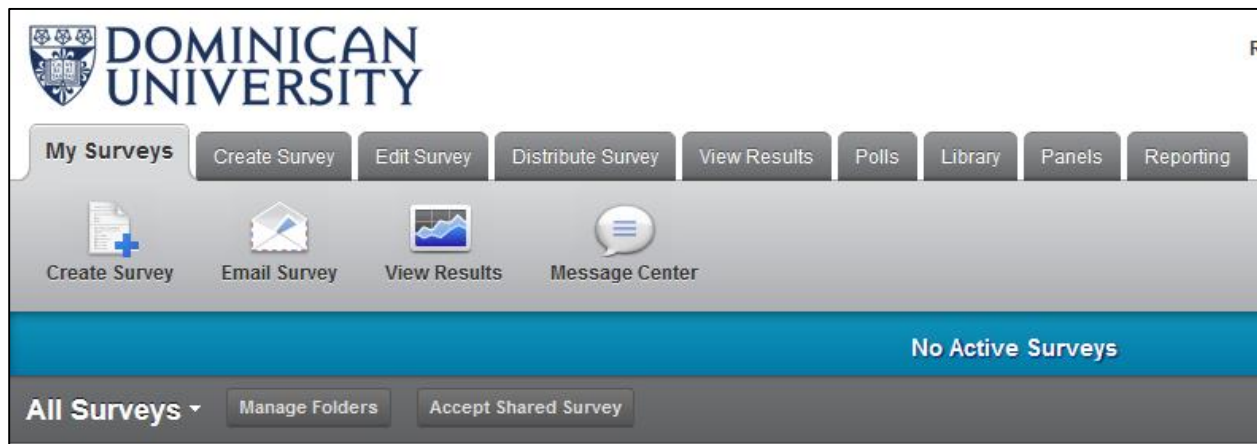 DOMINICAN
UNIVERSITY
My Surveys Create Survey Edit Survey Distribute Survey View Results Polls Library Panels Reporting
Create Survey Email Survey View Results Message Center
No Active Surveys
All Surveys Manage Folders Accept Shared Survey